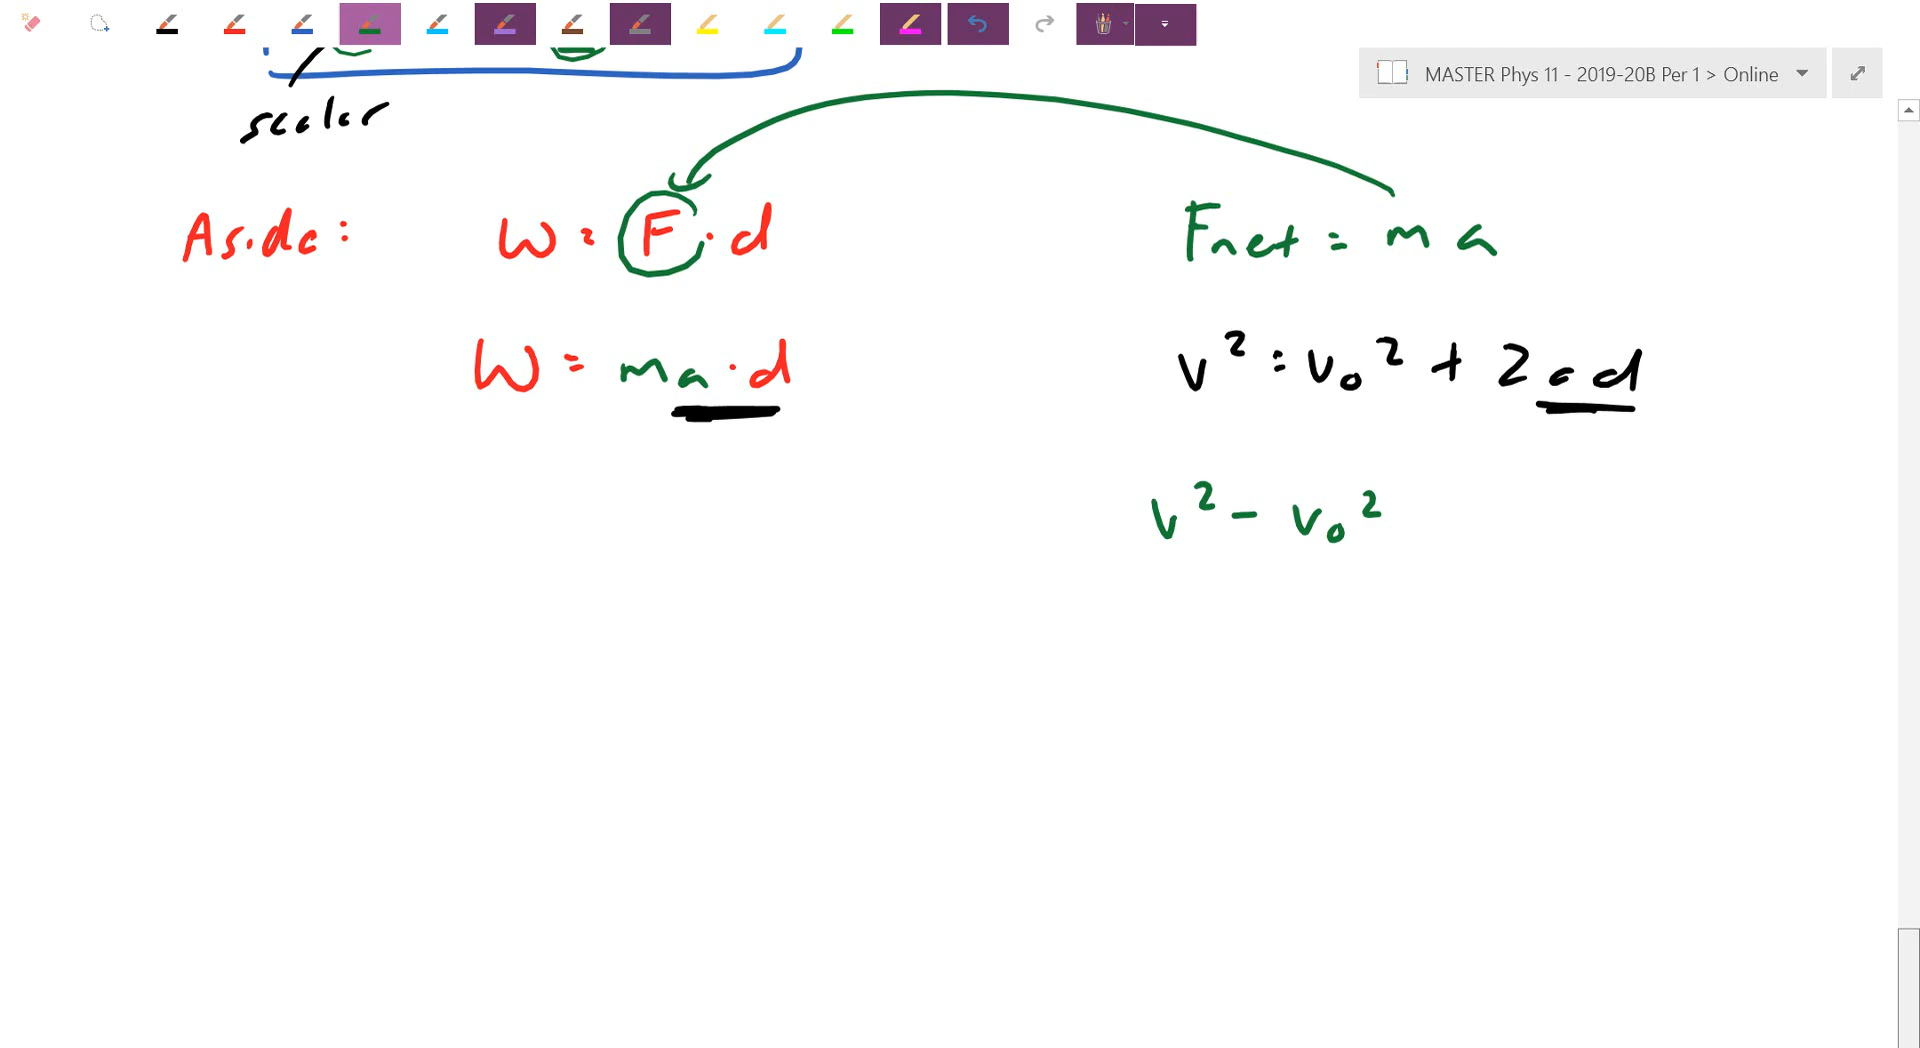 MASTER Phys 11 - 2019-20B Per 1 > Online
scalar
Aside: W = F · d
Fnet = ma
W = ma · d
v² = v₀² + 2ad
v² - v₀²